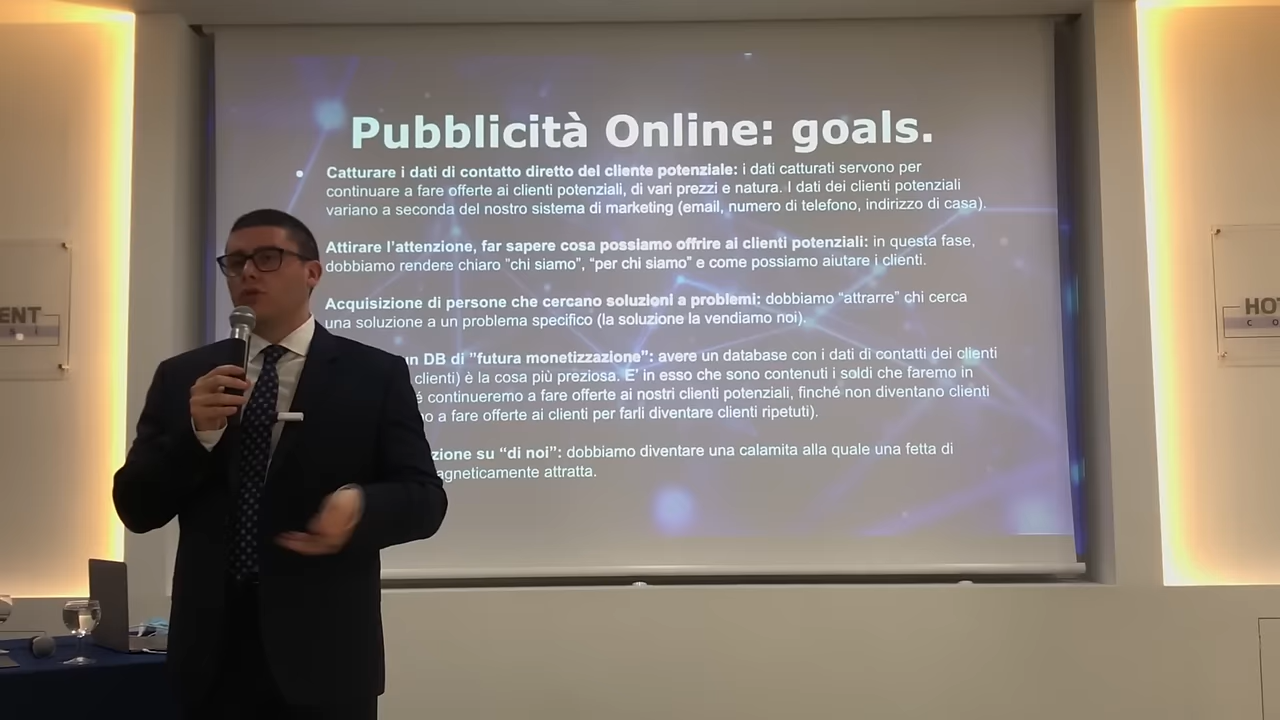 Pubblicità Online: goals.
Catturare i dati di contatto diretto del cliente potenziale: i dati catturati servono per
continuare a fare offerte ai clienti potenziali, di vari prezzi e natura. I dati dei clienti potenziali
variano a seconda del nostro sistema di marketing (email, numero di telefono, indirizzo di casa).
Attirare l’attenzione, far sapere cosa possiamo offrire ai clienti potenziali: in questa fase,
dobbiamo rendere chiaro “chi siamo”, “per chi siamo” e come possiamo aiutare i clienti.
Acquisizione di persone che cercano soluzioni a problemi: dobbiamo “attrarre” chi cerca
una soluzione a un problema specifico (la soluzione la vendiamo noi).
un DB di ”futura monetizzazione”: avere un database con i dati di contatti dei clienti
clienti) è la cosa più preziosa. E’ in esso che sono contenuti i soldi che faremo in
é continueremo a fare offerte ai nostri clienti potenziali, finché non diventano clienti
o a fare offerte ai clienti per farli diventare clienti ripetuti).
zione su “di noi”: dobbiamo diventare una calamita alla quale una fetta di
agneticamente attratta.
ENT
HO